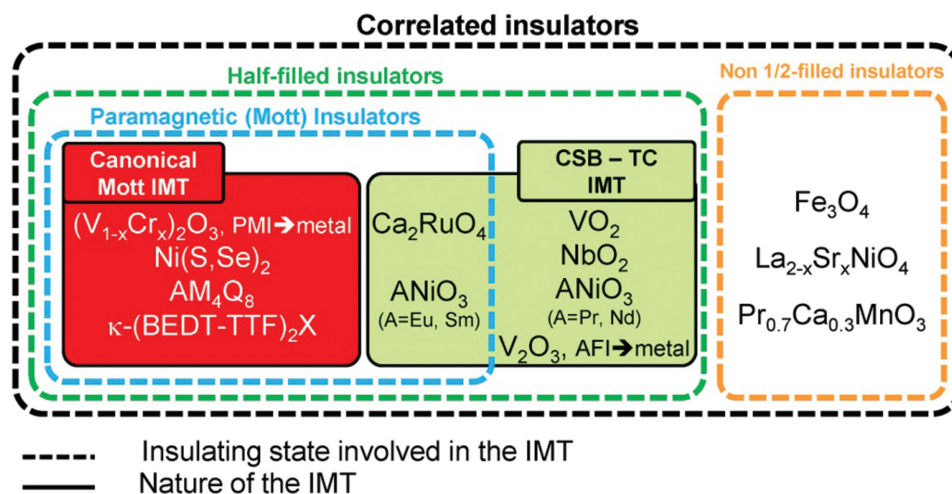 Correlated insulators
Half-filled insulators
Non 1/2-filled insulators
Paramagnetic (Mott) Insulators
Canonical
Mott IMT
(V₁₋ₓCrₓ)₂O₃, PMI➔metal
Ni(S,Se)₂
AM₄Q₈
κ-(BEDT-TTF)₂X
CSB – TC
IMT
Ca₂RuO₄
ANiO₃
(A=Eu, Sm)
VO₂
NbO₂
ANiO₃
(A=Pr, Nd)
V₂O₃, AFI➔metal
Fe₃O₄
La₂₋ₓSrₓNiO₄
Pr₀.₇Ca₀.₃MnO₃
Insulating state involved in the IMT
Nature of the IMT